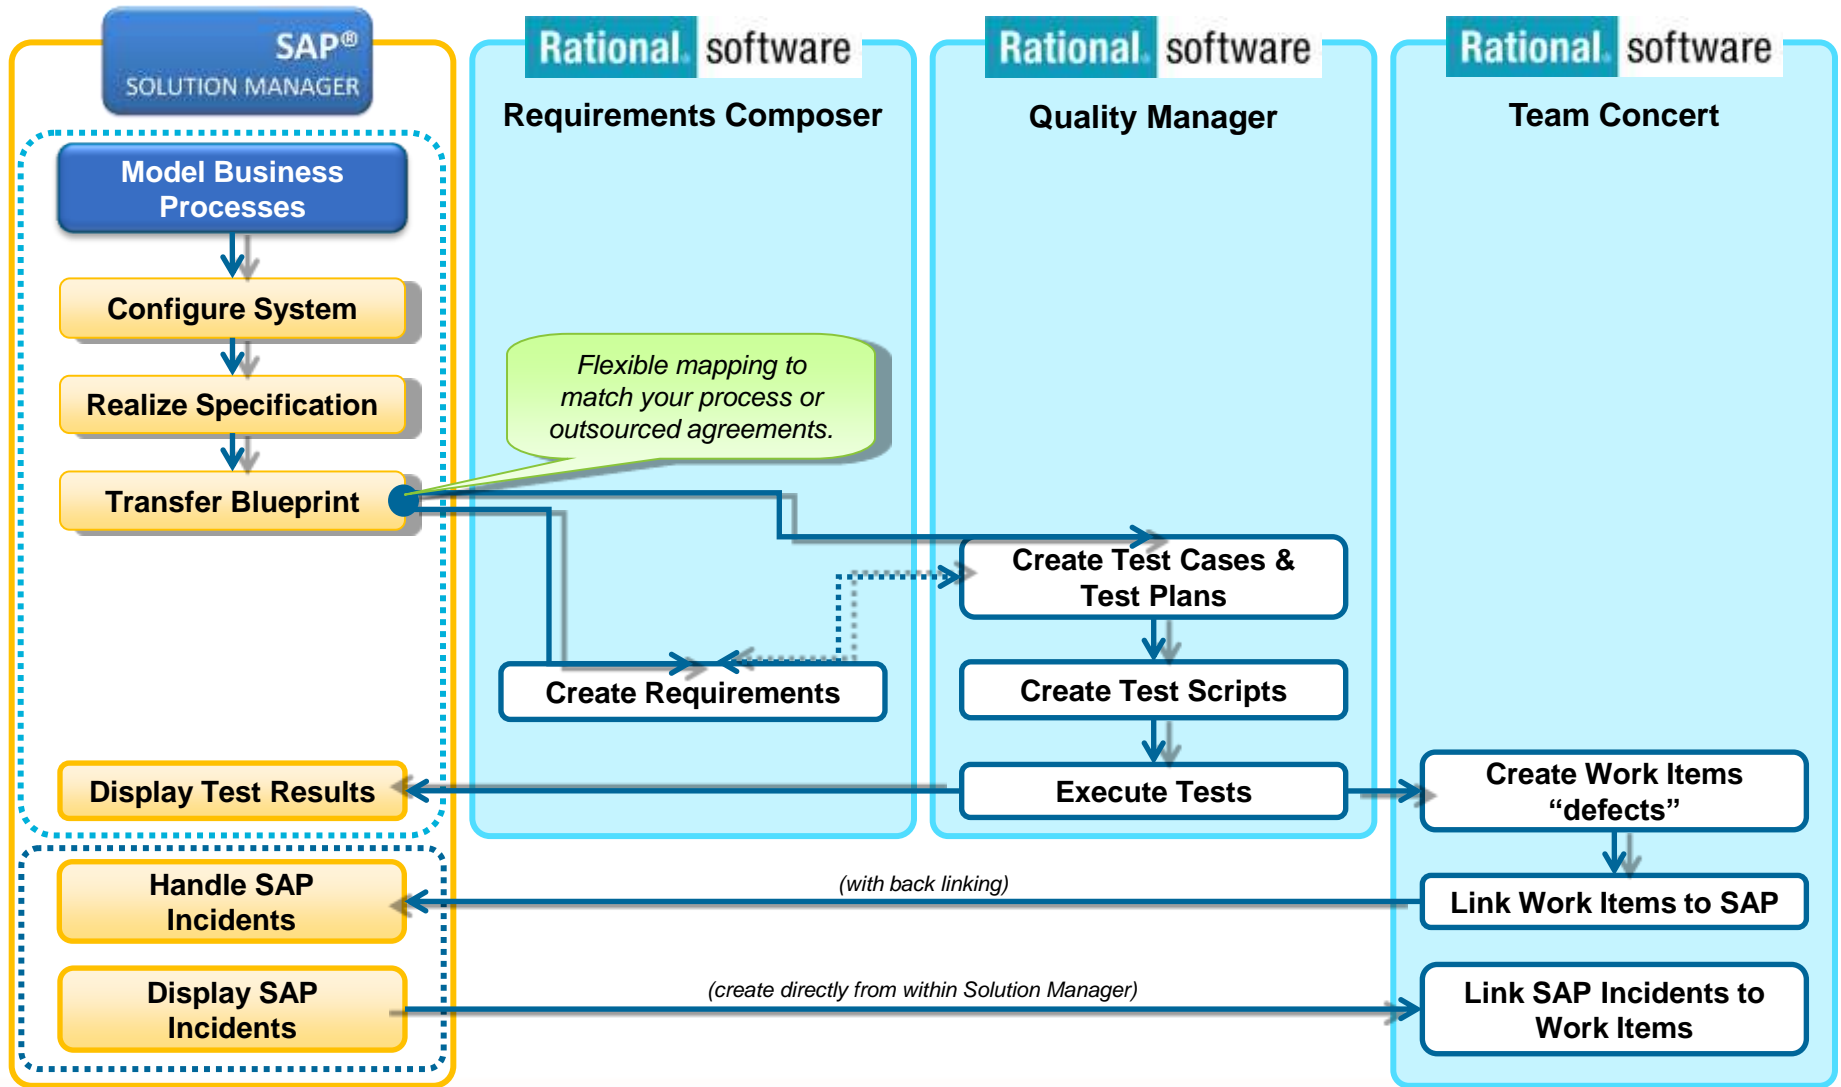 SAP®
SOLUTION MANAGER
Rational. software
Requirements Composer
Rational. software
Quality Manager
Rational. software
Team Concert
Model Business
Processes
Configure System
Realize Specification
Transfer Blueprint
Flexible mapping to
match your process or
outsourced agreements.
Create Test Cases &
Test Plans
Create Requirements
Create Test Scripts
Display Test Results
Execute Tests
Create Work Items
“defects”
Handle SAP
Incidents
(with back linking)
Link Work Items to SAP
Display SAP
Incidents
(create directly from within Solution Manager)
Link SAP Incidents to
Work Items